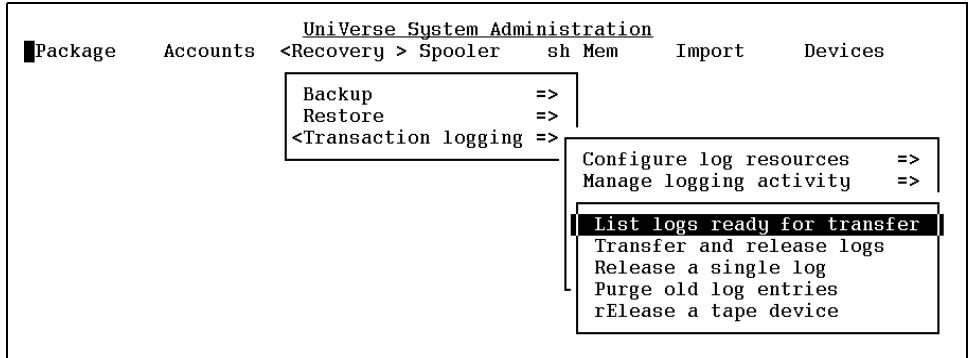 UniVerse System Administration
Package Accounts <Recovery > Spooler sh Mem Import Devices
Backup =>
Restore =>
<Transaction logging =>
Configure log resources =>
Manage logging activity =>
List logs ready for transfer
Transfer and release logs
Release a single log
Purge old log entries
rElease a tape device